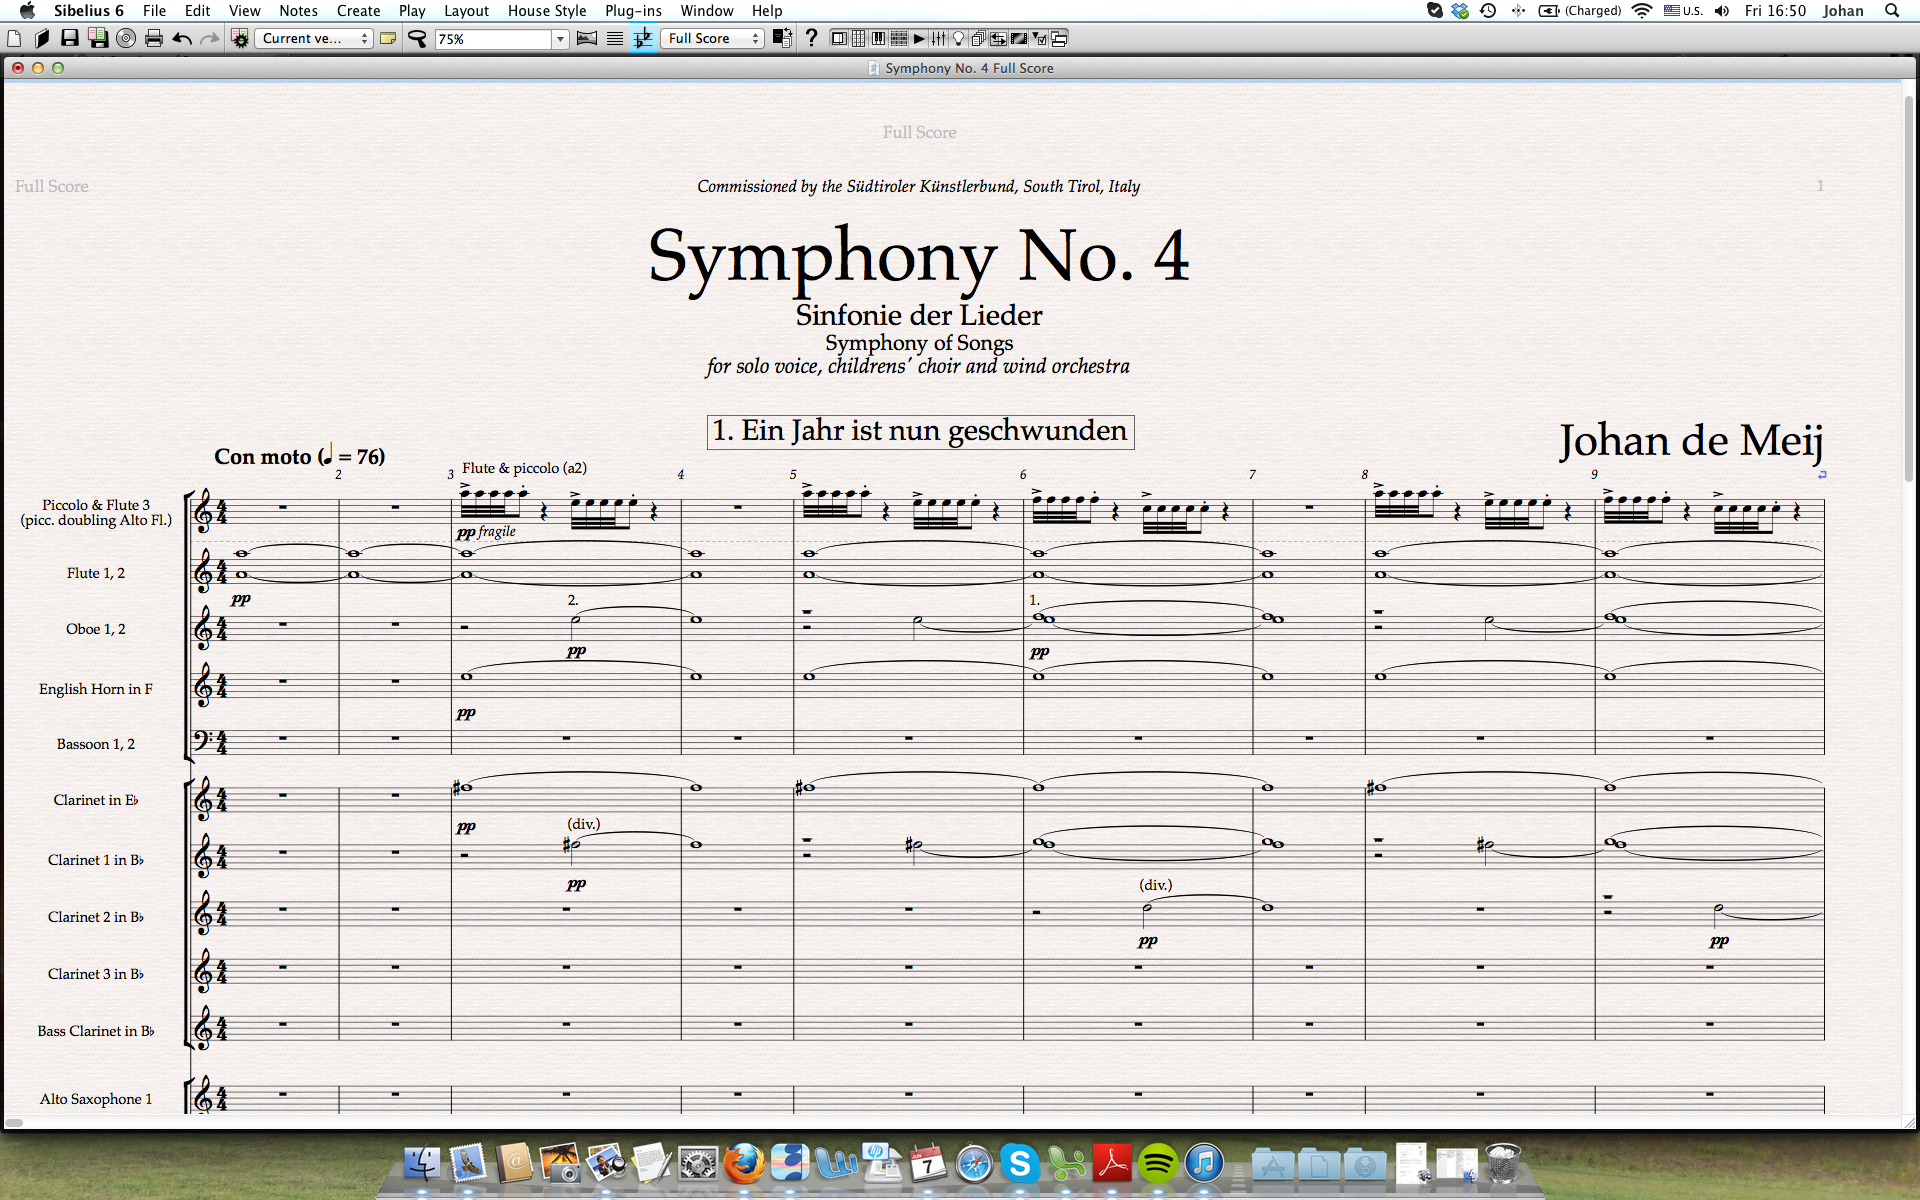 Sibelius 6 File Edit View Notes Create Play Layout House Style Plug-ins Window Help (Charged) U.S. Fri 16:50 Johan
Current ve... 75% Full Score ?
Symphony No. 4 Full Score
Full Score
Full Score
Commissioned by the Südtiroler Künstlerbund, South Tirol, Italy
1
Symphony No. 4
Sinfonie der Lieder
Symphony of Songs
for solo voice, childrens' choir and wind orchestra
1. Ein Jahr ist nun geschwunden
Johan de Meij
Con moto (♩ = 76)
2 3 Flute & piccolo (a2) 4 5 6 7 8 9
Piccolo & Flute 3
(picc. doubling Alto Fl.)
pp fragile
Flute 1, 2
pp
2. 1.
Oboe 1, 2
pp pp
English Horn in F
pp
Bassoon 1, 2
Clarinet in E♭
pp (div.)
Clarinet 1 in B♭
pp (div.)
Clarinet 2 in B♭
pp pp
Clarinet 3 in B♭
Bass Clarinet in B♭
Alto Saxophone 1
JUN
7